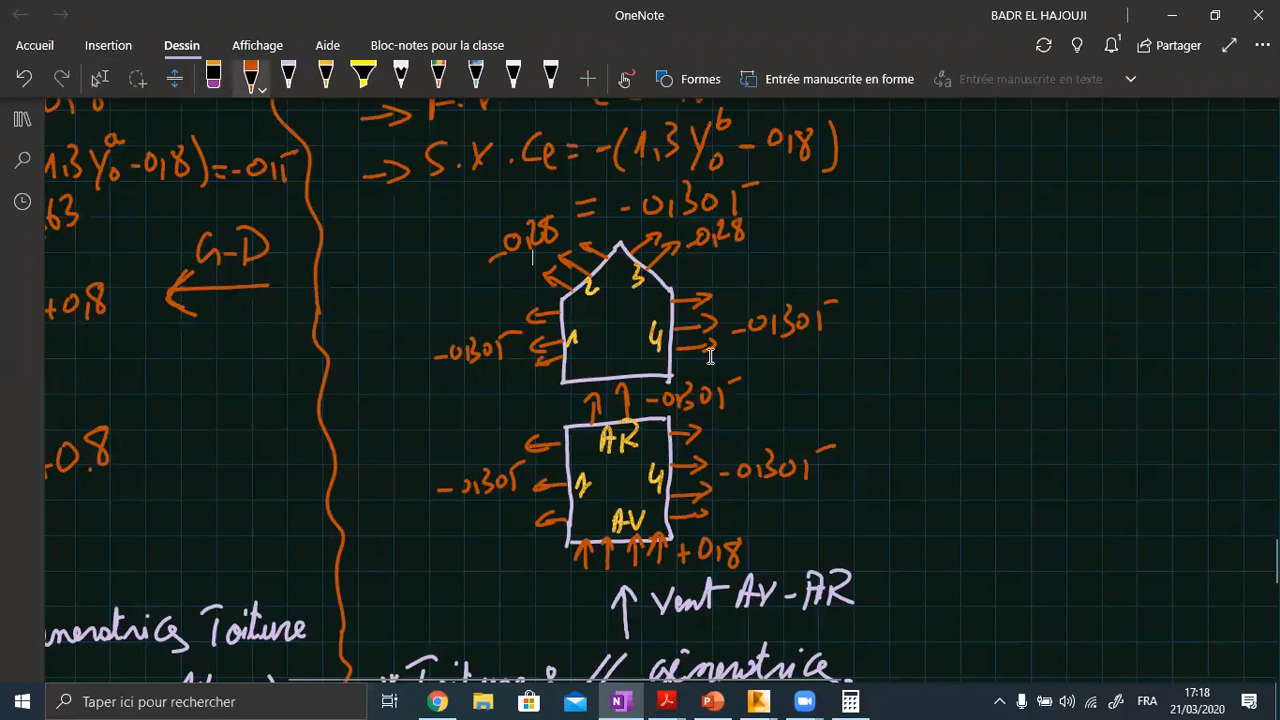 OneNote
BADR EL HAJOUJI
Accueil Insertion Dessin Affichage Aide Bloc-notes pour la classe
Partager
Formes Entrée manuscrite en forme Entrée manuscrite en texte
→ S.V. Ce = -(1,3 γ₀ᵇ - 0,8)
1,3 γ₀ᵃ - 0,8) = -0,5
= -0,305
,63
G-D
-0,28 -0,28
2 3
+0,8
1 4
-0,305 -0,305
-0,305
AR
-0,305 1 4 -0,305
-0.8
AV
+0,8
Vent AV-AR
Toiture
Toiture // génératrice
Taper ici pour rechercher
FRA
17:18
21/03/2020